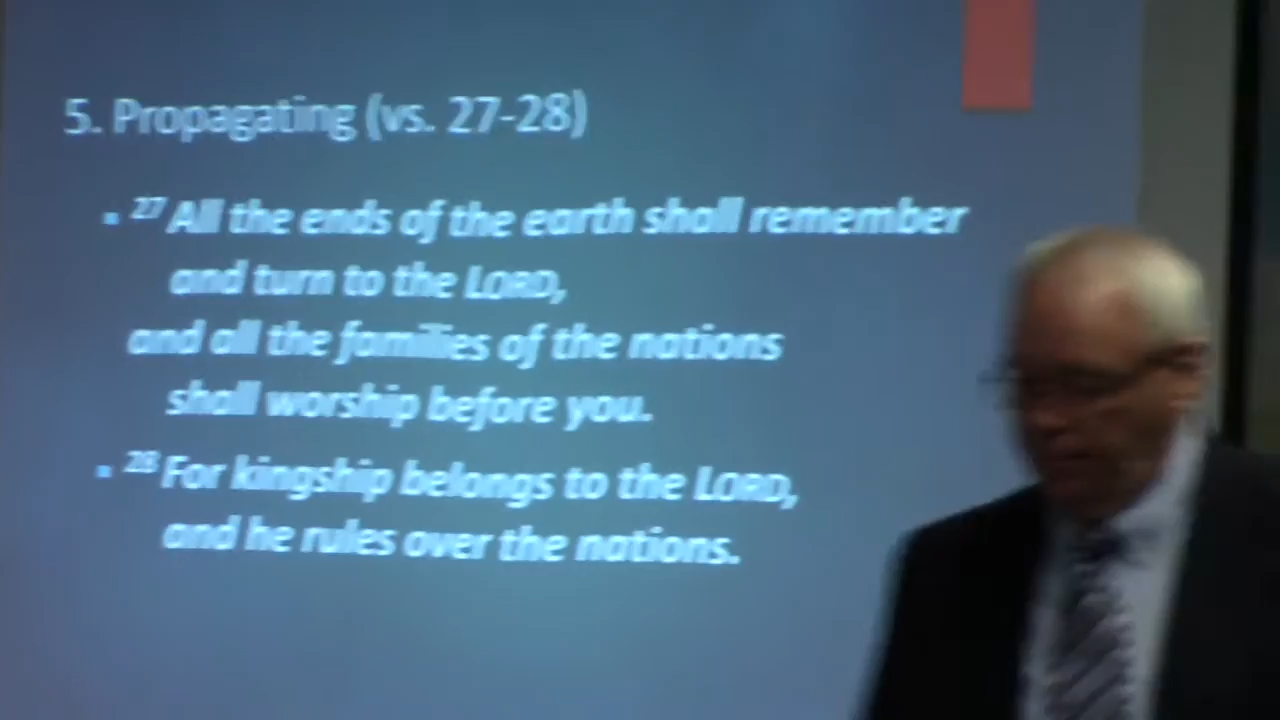 5. Propagating (vs. 27-28)
▪ 27 All the ends of the earth shall remember
and turn to the LORD,
and all the families of the nations
shall worship before you.
▪ 28 For kingship belongs to the LORD,
and he rules over the nations.